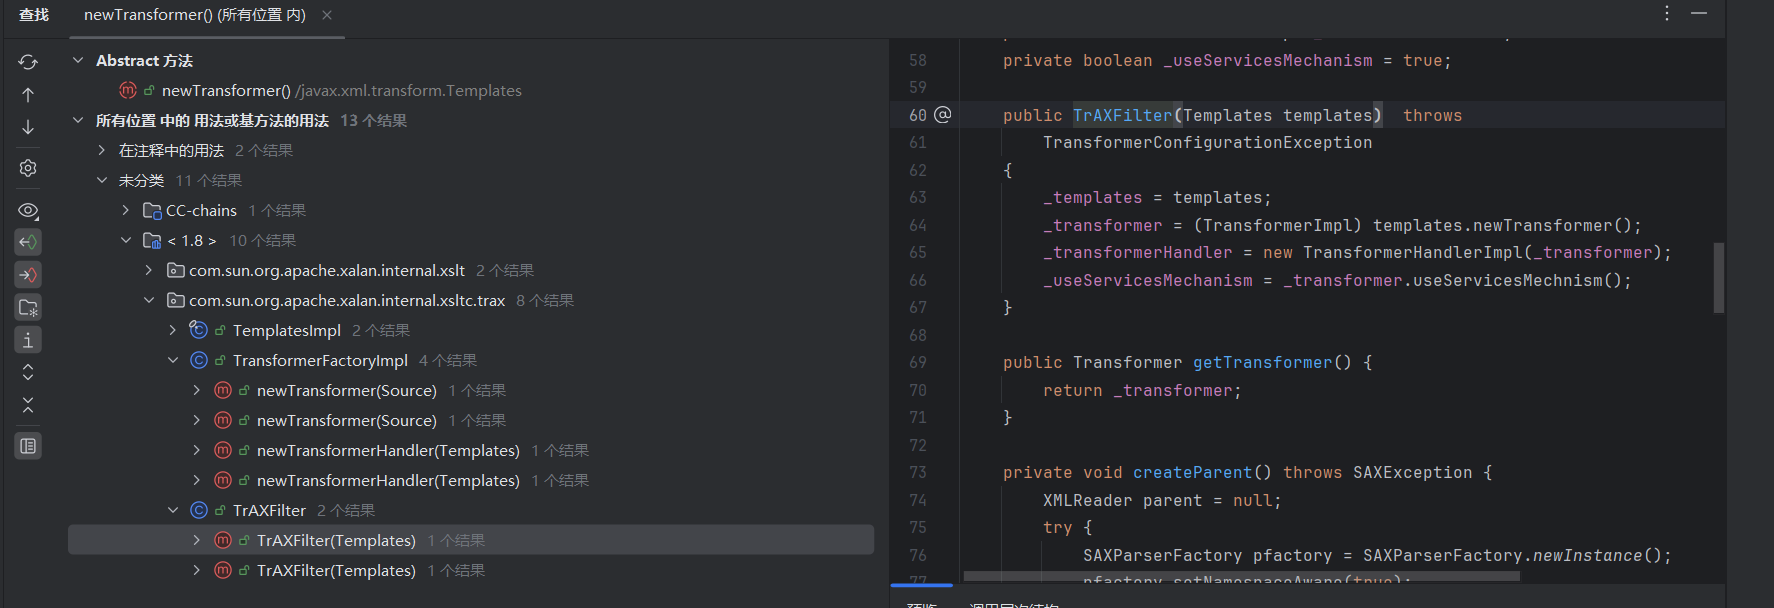 查找
newTransformer() (所有位置 内)
Abstract 方法
newTransformer() /javax.xml.transform.Templates
所有位置 中的 用法或基方法的用法 13 个结果
在注释中的用法 2 个结果
未分类 11 个结果
CC-chains 1 个结果
< 1.8 > 10 个结果
com.sun.org.apache.xalan.internal.xslt 2 个结果
com.sun.org.apache.xalan.internal.xsltc.trax 8 个结果
TemplatesImpl 2 个结果
TransformerFactoryImpl 4 个结果
newTransformer(Source) 1 个结果
newTransformer(Source) 1 个结果
newTransformerHandler(Templates) 1 个结果
newTransformerHandler(Templates) 1 个结果
TrAXFilter 2 个结果
TrAXFilter(Templates) 1 个结果
TrAXFilter(Templates) 1 个结果
58 private boolean _useServicesMechanism = true;
59
60 @ public TrAXFilter(Templates templates) throws
61 TransformerConfigurationException
62 {
63 _templates = templates;
64 _transformer = (TransformerImpl) templates.newTransformer();
65 _transformerHandler = new TransformerHandlerImpl(_transformer);
66 _useServicesMechanism = _transformer.useServicesMechnism();
67 }
68
69 public Transformer getTransformer() {
70 return _transformer;
71 }
72
73 private void createParent() throws SAXException {
74 XMLReader parent = null;
75 try {
76 SAXParserFactory pfactory = SAXParserFactory.newInstance();
77 pfactory.setNamespaceAware(true);
预览 调用层次结构